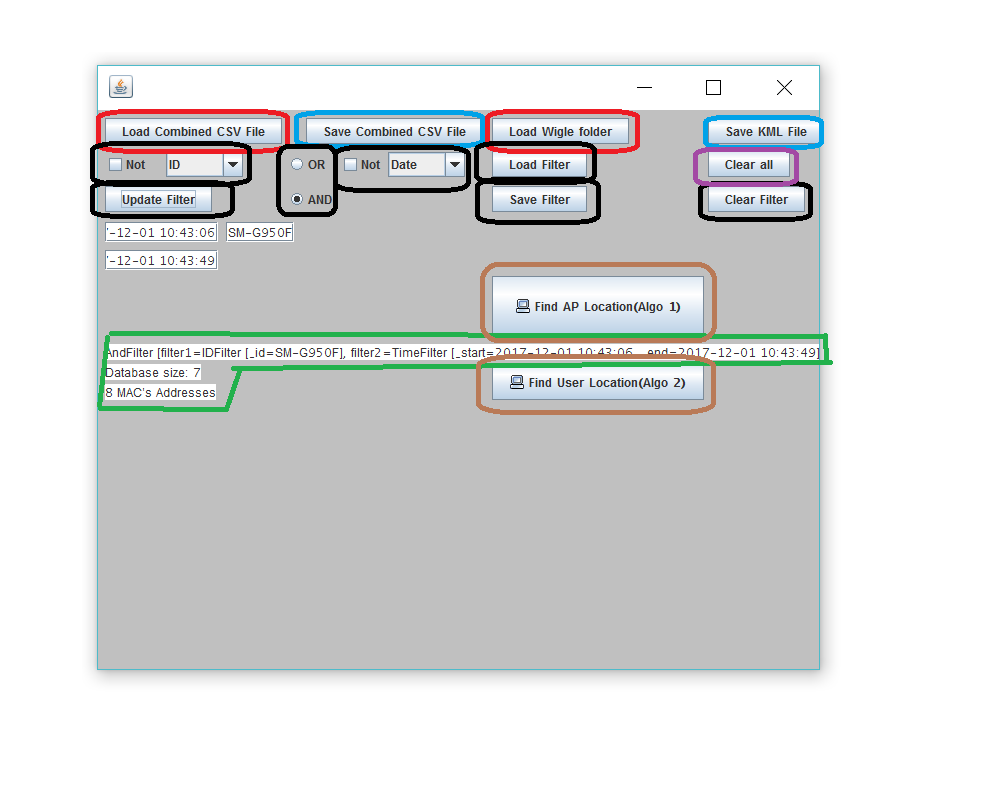 Load Combined CSV File Save Combined CSV File Load Wigle folder Save KML File
Not ID OR Not Date Load Filter Clear all
Update Filter AND Save Filter Clear Filter
'-12-01 10:43:06 SM-G950F
'-12-01 10:43:49
Find AP Location(Algo 1)
AndFilter [filter1=IDFilter [_id=SM-G950F], filter2=TimeFilter [_start=2017-12-01 10:43:06, _end=2017-12-01 10:43:49]
Database size: 7
Find User Location(Algo 2)
8 MAC's Addresses